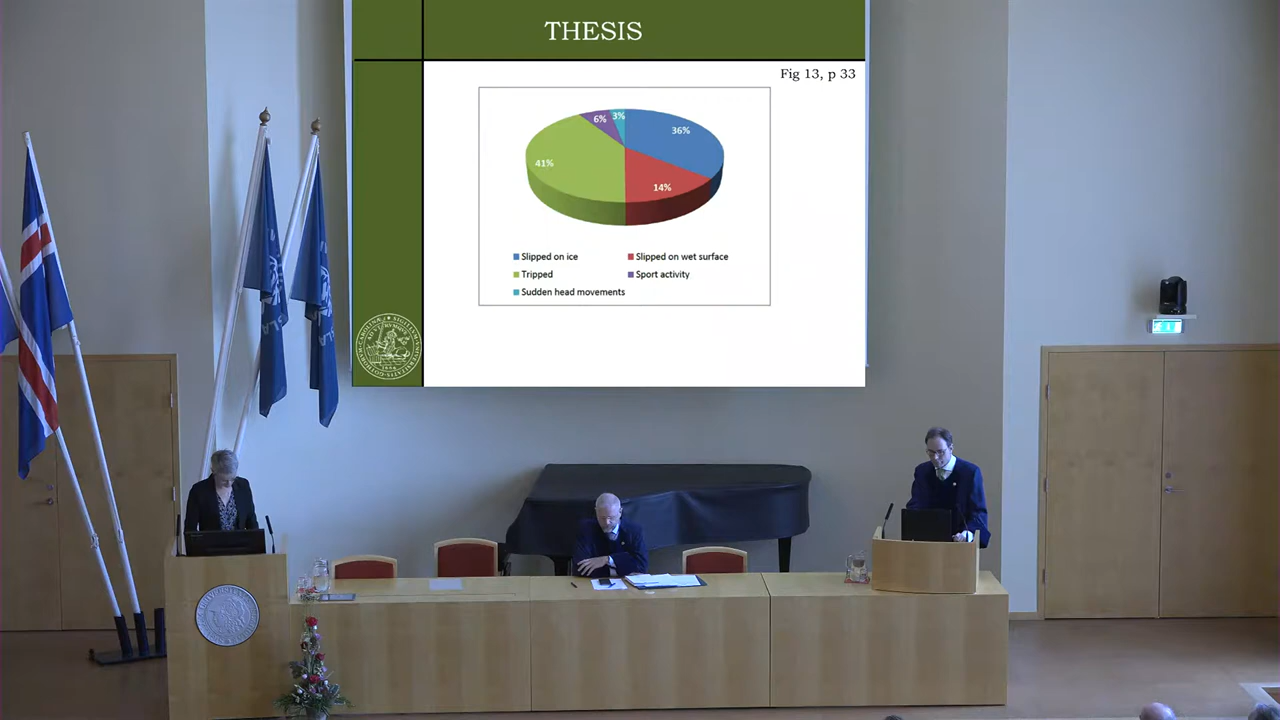 THESIS
Fig 13, p 33
6%
3%
36%
41%
14%
Slipped on ice
Slipped on wet surface
Tripped
Sport activity
Sudden head movements